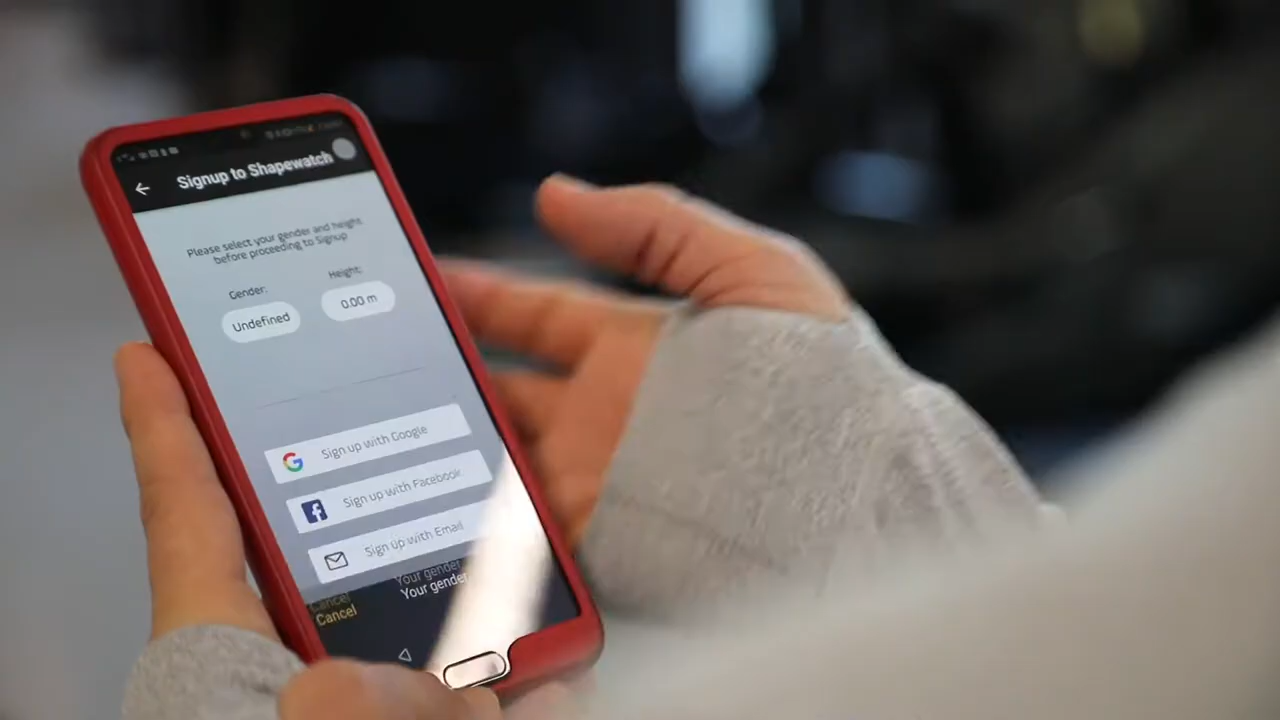 Signup to Shapewatch
Please select your gender and height
before proceeding to Signup
Gender:
Height:
Undefined
0.00 m
Sign up with Google
Sign up with Facebook
Sign up with Email
Cancel
Your gender
Cancel
Your gender